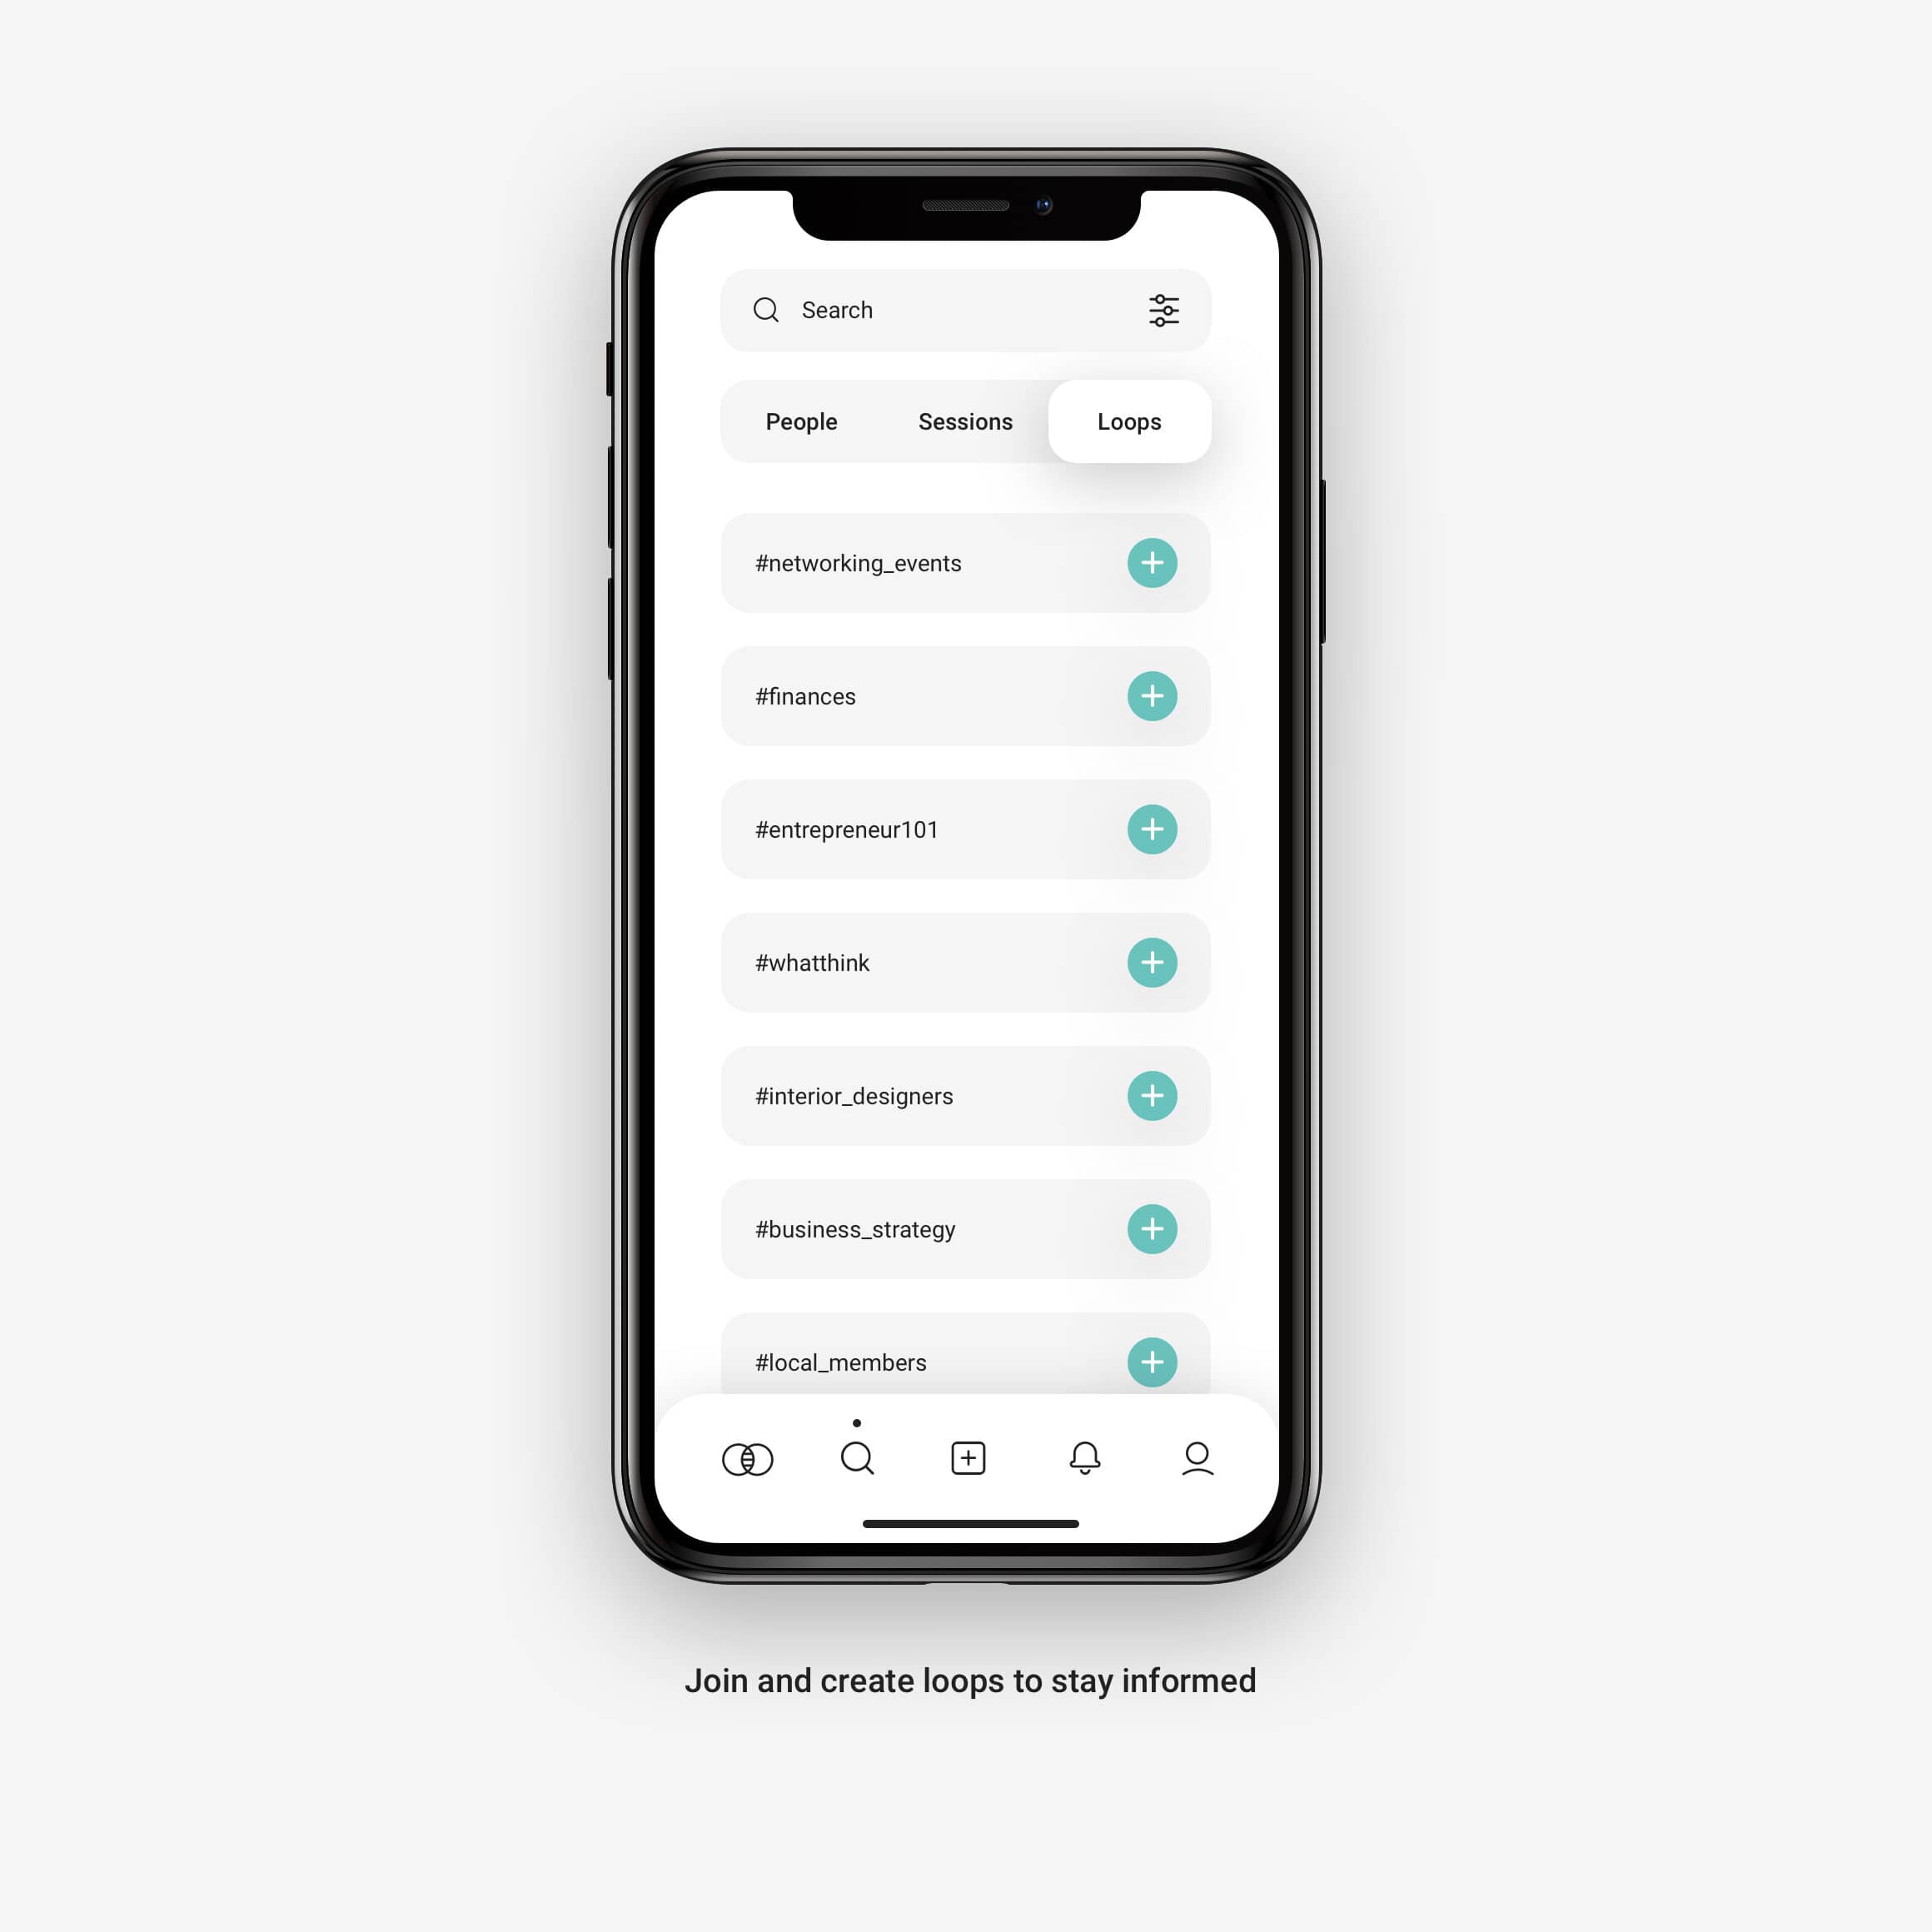 Search
People
Sessions
Loops
#networking_events
#finances
#entrepreneur101
#whatthink
#interior_designers
#business_strategy
#local_members
Join and create loops to stay informed